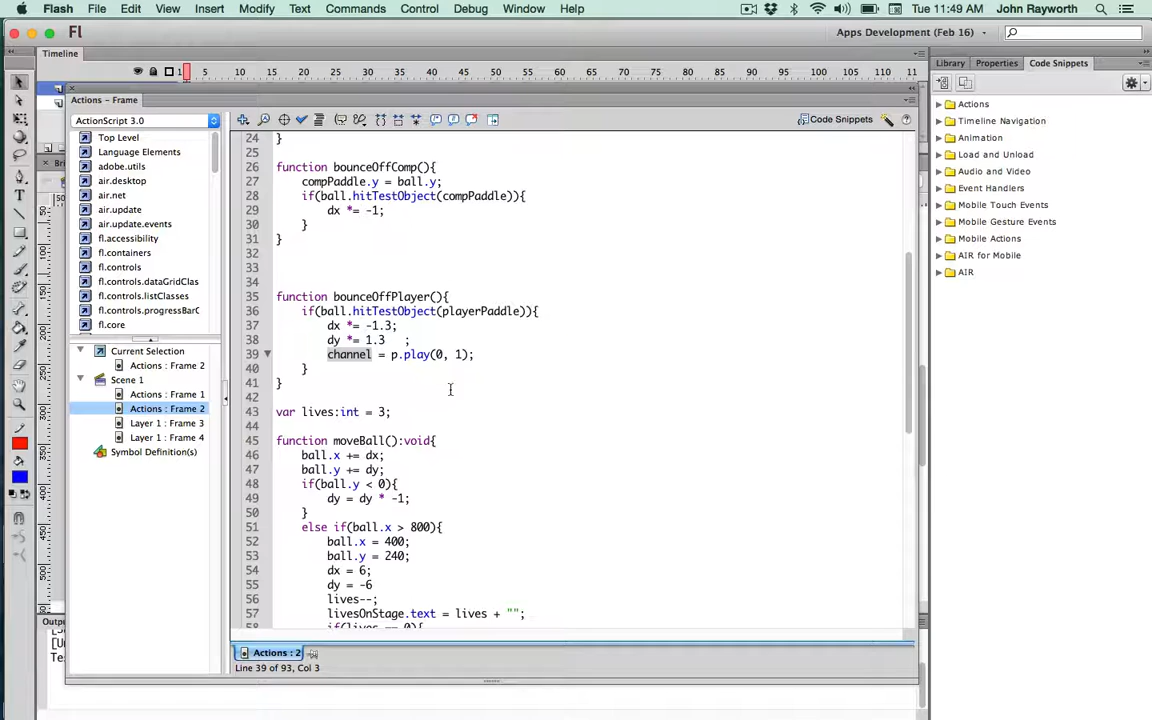 Flash File Edit View Insert Modify Text Commands Control Debug Window Help Tue 11:49 AM John Rayworth
Fl Apps Development (Feb 16)
Timeline
1 5 10 15 20 25 30 35 40 45 50 55 60 65 70 75 80 85 90 95 100 105 11
Library Properties Code Snippets
Actions - Frame
ActionScript 3.0
Code Snippets
Top Level
Language Elements
adobe.utils
air.desktop
air.net
air.update
air.update.events
fl.accessibility
fl.containers
fl.controls
fl.controls.dataGridClas
fl.controls.listClasses
fl.controls.progressBarC
fl.core
Current Selection
Actions : Frame 2
Scene 1
Actions : Frame 1
Actions : Frame 2
Layer 1 : Frame 3
Layer 1 : Frame 4
Symbol Definition(s)
24 }
25
26 function bounceOffComp(){
27 compPaddle.y = ball.y;
28 if(ball.hitTestObject(compPaddle)){
29 dx *= -1;
30 }
31 }
32
33
34
35 function bounceOffPlayer(){
36 if(ball.hitTestObject(playerPaddle)){
37 dx *= -1.3;
38 dy *= 1.3 ;
39 channel = p.play(0, 1);
40 }
41 }
42
43 var lives:int = 3;
44
45 function moveBall():void{
46 ball.x += dx;
47 ball.y += dy;
48 if(ball.y < 0){
49 dy = dy * -1;
50 }
51 else if(ball.x > 800){
52 ball.x = 400;
53 ball.y = 240;
54 dx = 6;
55 dy = -6
56 lives--;
57 livesOnStage.text = lives + "";
58 if(lives == 0){
Actions : 2
Line 39 of 93, Col 3
Actions
Timeline Navigation
Animation
Load and Unload
Audio and Video
Event Handlers
Mobile Touch Events
Mobile Gesture Events
Mobile Actions
AIR for Mobile
AIR